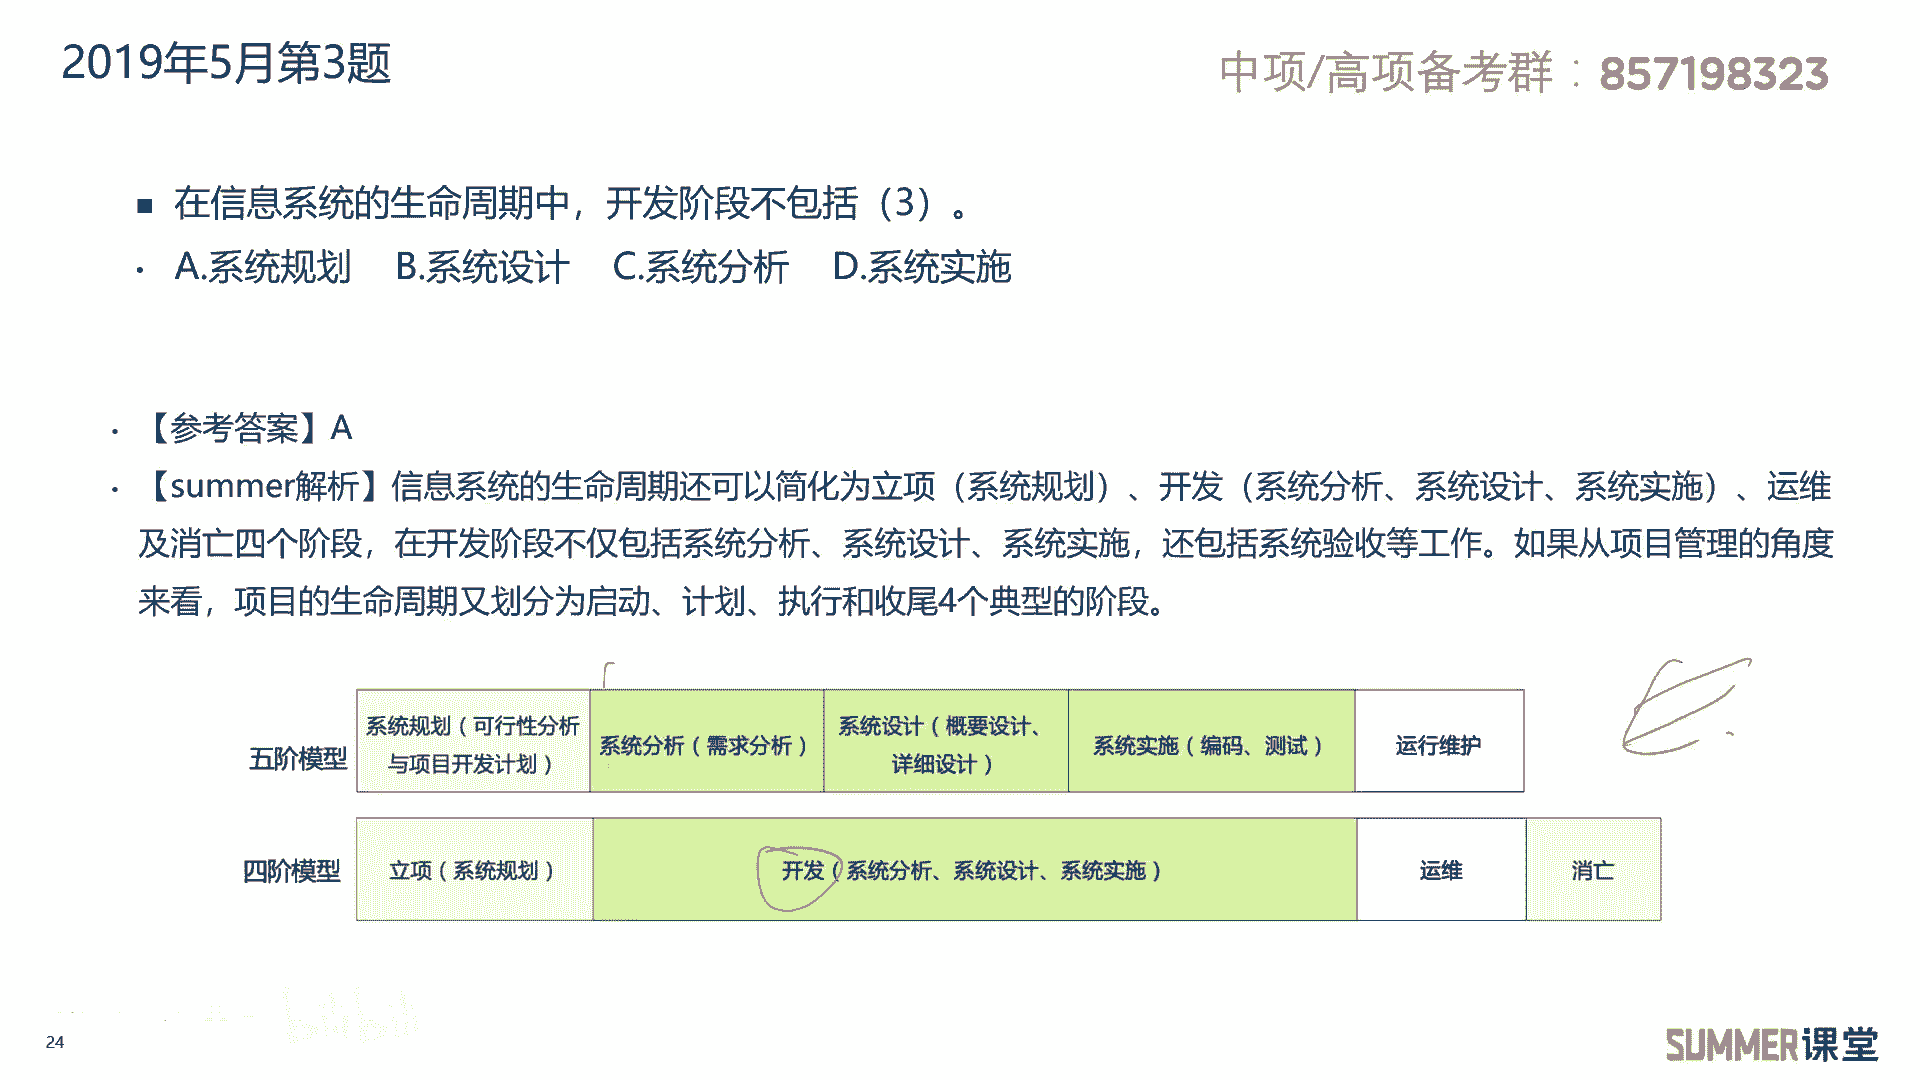 2019年5月第3题
中项/高项备考群：857198323
■ 在信息系统的生命周期中，开发阶段不包括（3）。
· A.系统规划 B.系统设计 C.系统分析 D.系统实施
· 【参考答案】A
· 【summer解析】信息系统的生命周期还可以简化为立项（系统规划）、开发（系统分析、系统设计、系统实施）、运维
及消亡四个阶段，在开发阶段不仅包括系统分析、系统设计、系统实施，还包括系统验收等工作。如果从项目管理的角度
来看，项目的生命周期又划分为启动、计划、执行和收尾4个典型的阶段。
五阶模型
系统规划（可行性分析
与项目开发计划）
系统分析（需求分析）
系统设计（概要设计、
详细设计）
系统实施（编码、测试）
运行维护
四阶模型
立项（系统规划）
开发（系统分析、系统设计、系统实施）
运维
消亡
24
SUMMER课堂